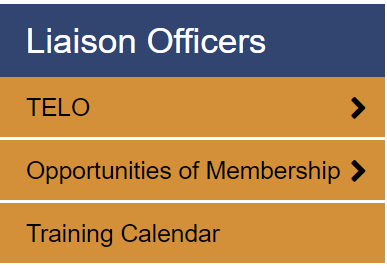 Liaison Officers
TELO
Opportunities of Membership
Training Calendar